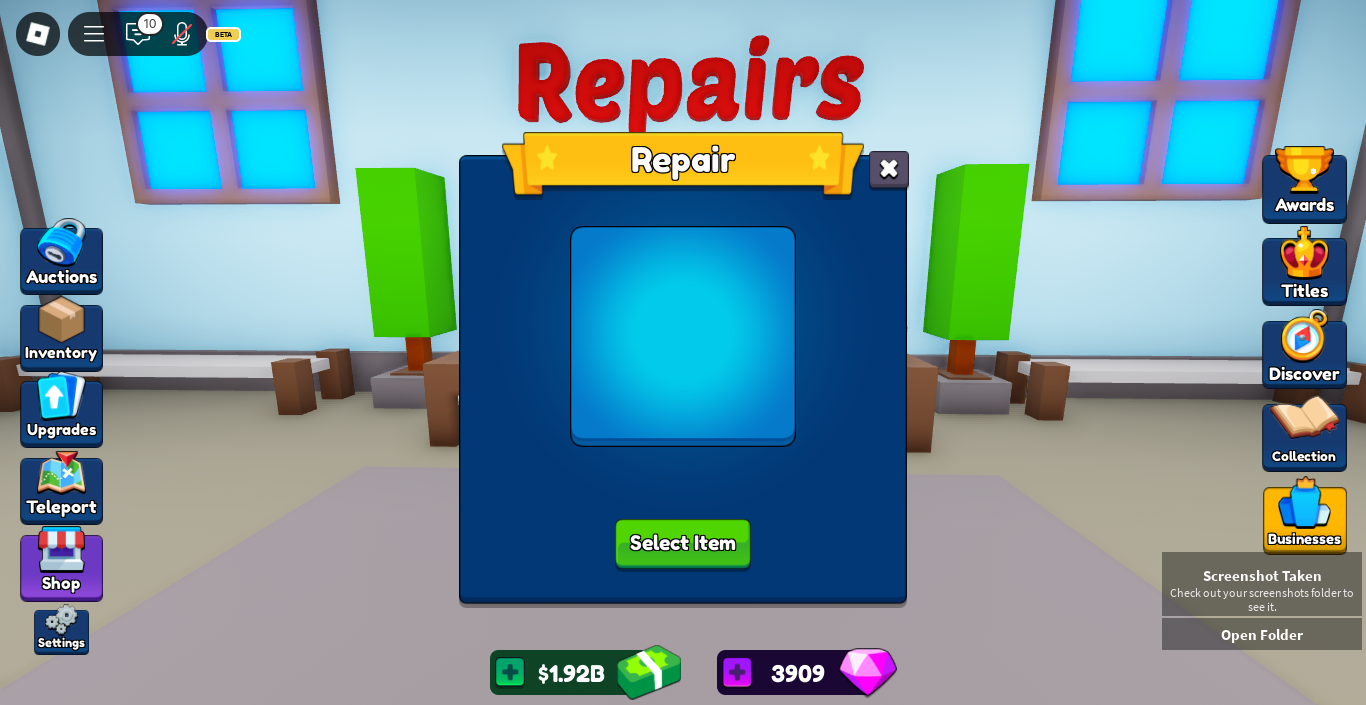 10
BETA
Repairs
Repair
Auctions
Inventory
Upgrades
Teleport
Shop
Settings
Awards
Titles
Discover
Collection
Businesses
Select Item
Screenshot Taken
Check out your screenshots folder to
see it.
Open Folder
$1.92B
3909